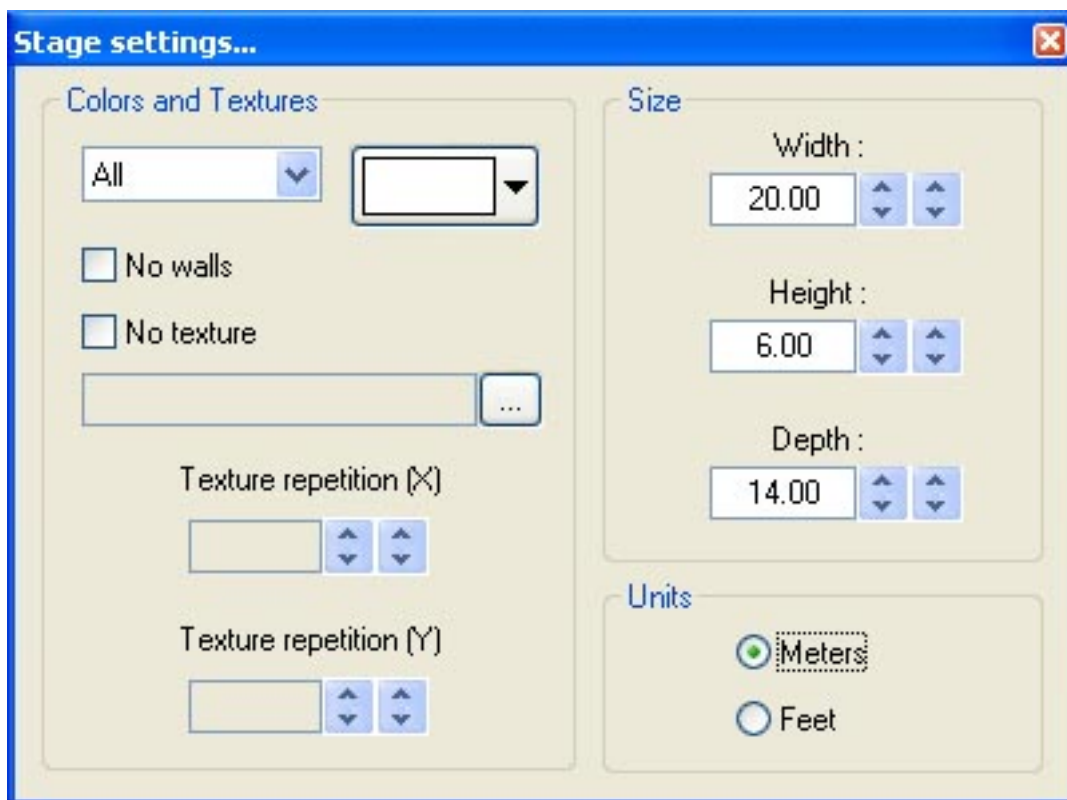 Stage settings...
Colors and Textures
All
No walls
No texture
...
Texture repetition (X)
Texture repetition (Y)
Size
Width :
20.00
Height :
6.00
Depth :
14.00
Units
Meters
Feet